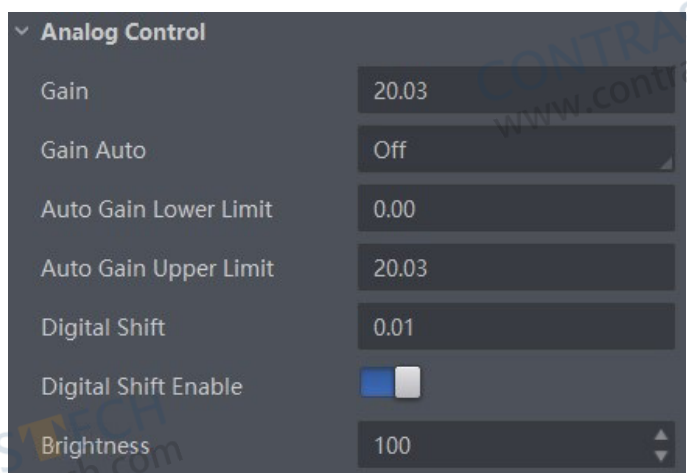 Analog Control
Gain 20.03
Gain Auto Off
Auto Gain Lower Limit 0.00
Auto Gain Upper Limit 20.03
Digital Shift 0.01
Digital Shift Enable
Brightness 100